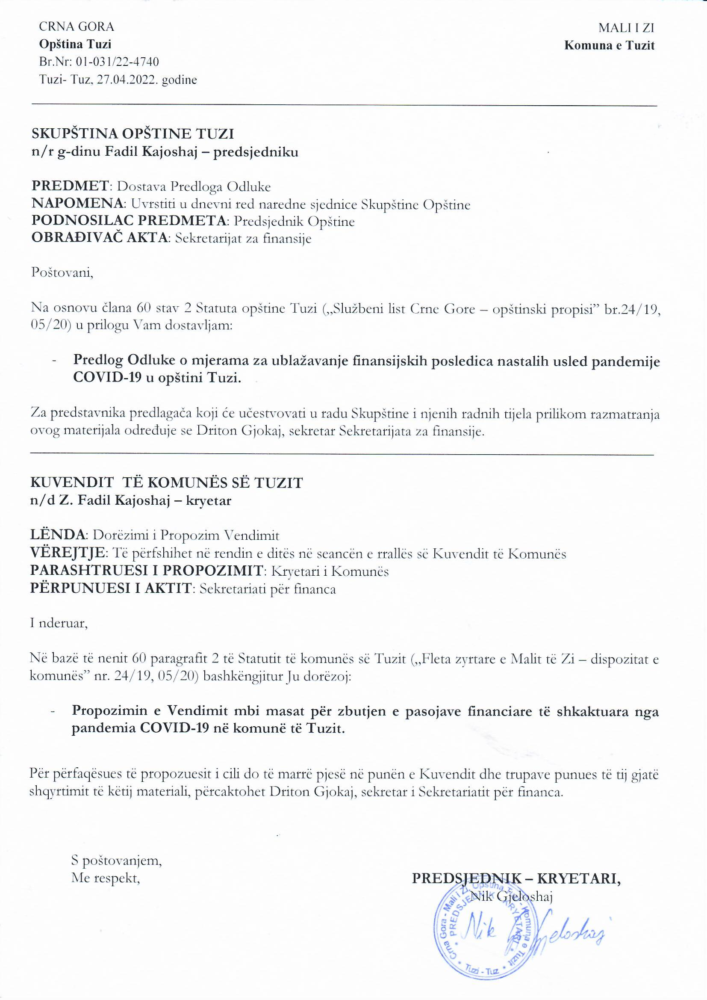 CRNA GORA
Opština Tuzi
Br.Nr: 01-031/22-4740
Tuzi- Tuz, 27.04.2022. godine
MALI I ZI
Komuna e Tuzit
SKUPŠTINA OPŠTINE TUZI
n/r g-dinu Fadil Kajoshaj – predsjedniku
PREDMET: Dostava Predloga Odluke
NAPOMENA: Uvrstiti u dnevni red naredne sjednice Skupštine Opštine
PODNOSILAC PREDMETA: Predsjednik Opštine
OBRAĐIVAČ AKTA: Sekretarijat za finansije
Poštovani,
Na osnovu člana 60 stav 2 Statuta opštine Tuzi („Službeni list Crne Gore – opštinski propisi” br.24/19,
05/20) u prilogu Vam dostavljam:
- Predlog Odluke o mjerama za ublažavanje finansijskih posledica nastalih usled pandemije
COVID-19 u opštini Tuzi.
Za predstavnika predlagača koji će učestvovati u radu Skupštine i njenih radnih tijela prilikom razmatranja
ovog materijala određuje se Driton Gjokaj, sekretar Sekretarijata za finansije.
KUVENDIT TË KOMUNËS SË TUZIT
n/d Z. Fadil Kajoshaj – kryetar
LËNDA: Dorëzimi i Propozim Vendimit
VËREJTJE: Të përfshihet në rendin e ditës në seancën e rrallës së Kuvendit të Komunës
PARASHTRUESI I PROPOZIMIT: Kryetari i Komunës
PËRPUNUESI I AKTIT: Sekretariati për financa
I nderuar,
Në bazë të nenit 60 paragrafit 2 të Statutit të komunës së Tuzit („Fleta zyrtare e Malit të Zi – dispozitat e
komunës” nr. 24/19, 05/20) bashkëngjitur Ju dorëzoj:
- Propozimin e Vendimit mbi masat për zbutjen e pasojave financiare të shkaktuara nga
pandemia COVID-19 në komunë të Tuzit.
Për përfaqësues të propozuesit i cili do të marrë pjesë në punën e Kuvendit dhe trupave punues të tij gjatë
shqyrtimit të këtij materiali, përcaktohet Driton Gjokaj, sekretar i Sekretariatit për financa.
S poštovanjem,
Me respekt,
PREDSJEDNIK – KRYETARI,
Nik Gjeloshaj
Crna Gora - Mali i Zi, Opština Tuzi - Komuna e Tuzit
PREDSJEDNIK KRYETARI
Tuzi - Tuz
Nik Gjeloshaj